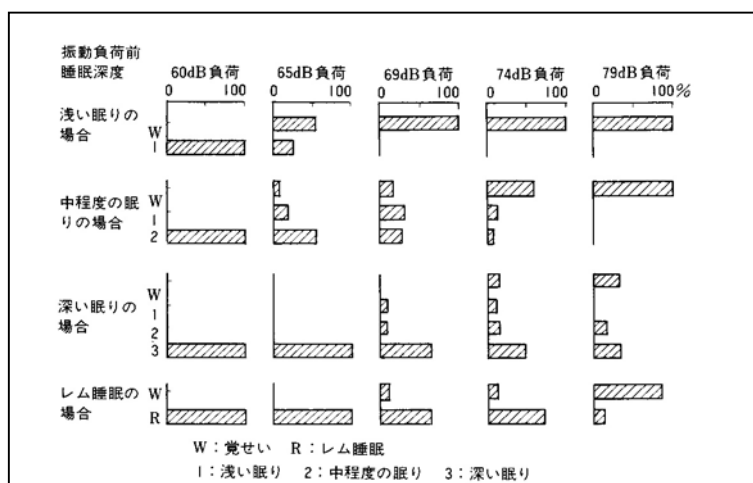 振動負荷前
睡眠深度
60dB負荷 65dB負荷 69dB負荷 74dB負荷 79dB負荷
0 100 0 100 0 100 0 100 0 100 %
浅い眠りの
場合
W
1
中程度の眠
りの場合
W
1
2
深い眠りの
場合
W
1
2
3
レム睡眠の
場合
W
R
W：覚せい R：レム睡眠
1：浅い眠り 2：中程度の眠り 3：深い眠り